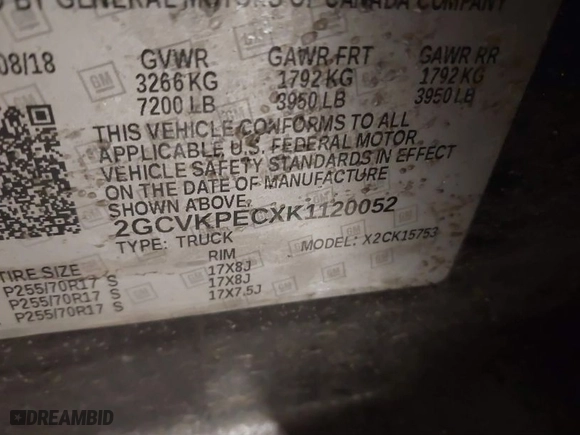 BY GENERAL MOTORS OF CANADA COMPANY
08/18 GVWR GAWR FRT GAWR RR
3266 KG 1792 KG 1792 KG
7200 LB 3950 LB 3950 LB
THIS VEHICLE CONFORMS TO ALL
APPLICABLE U.S. FEDERAL MOTOR
VEHICLE SAFETY STANDARDS IN EFFECT
ON THE DATE OF MANUFACTURE
SHOWN ABOVE.
2GCVKPECXK1120052
TYPE: TRUCK MODEL: X2CK15753
TIRE SIZE RIM
P255/70R17 S 17X8J
P255/70R17 S 17X8J
P255/70R17 S 17X7.5J
GM
DREAMBID